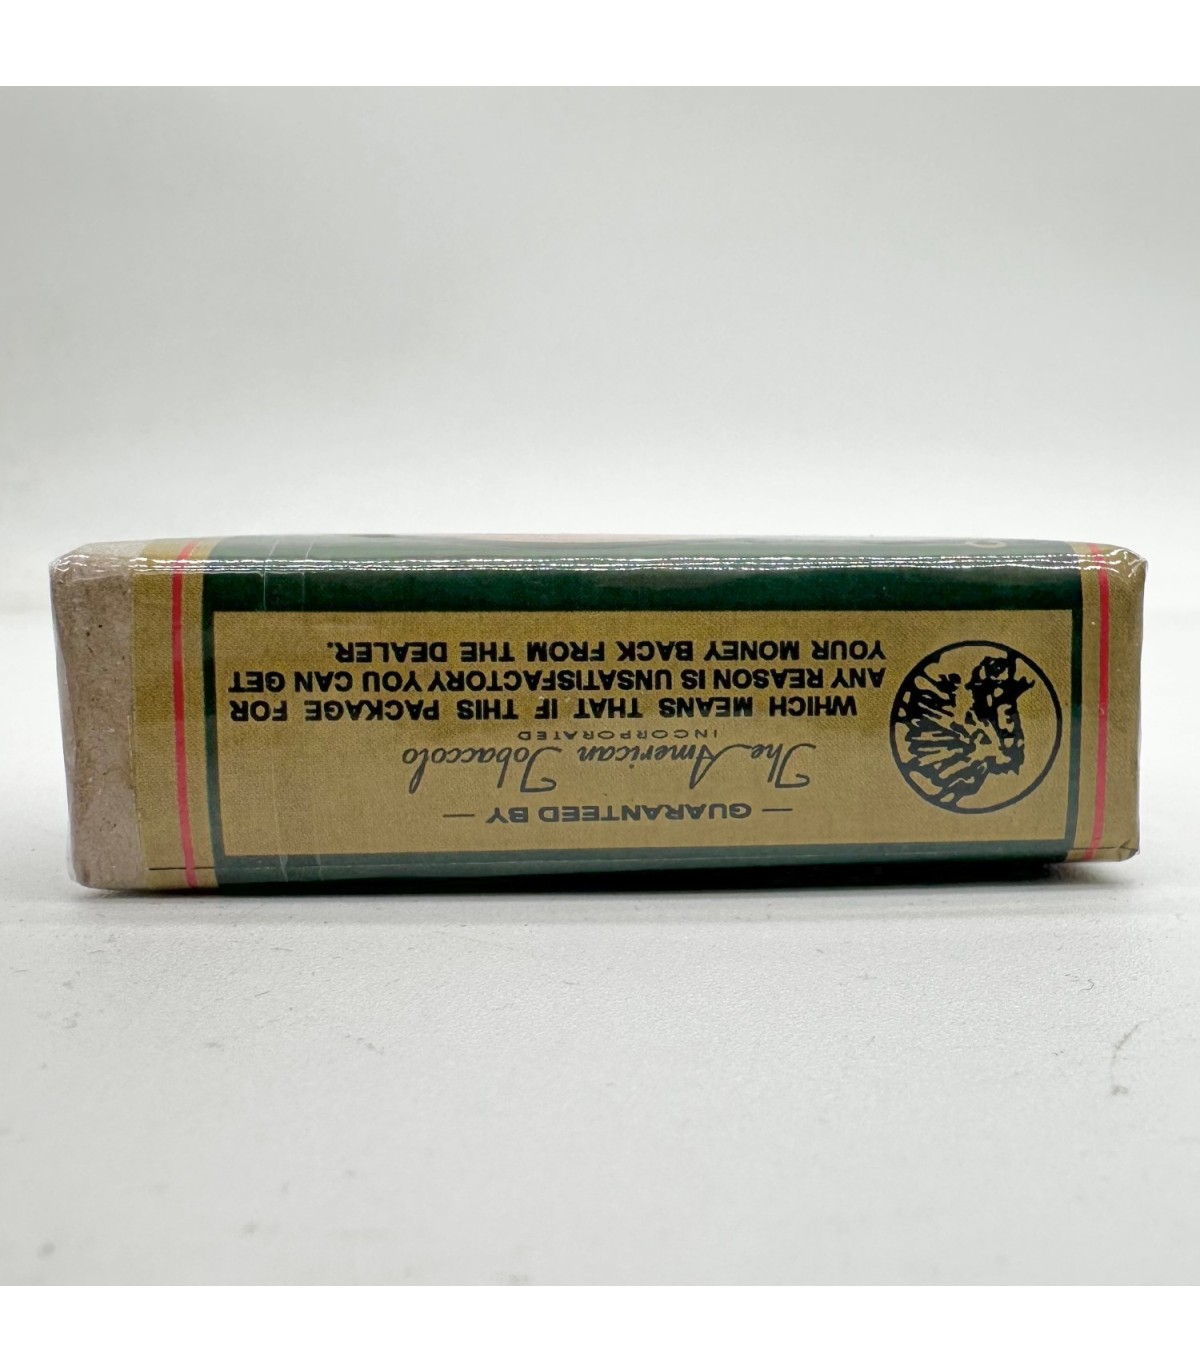 — GUARANTEED BY —
The American Tobacco Co
INCORPORATED
WHICH MEANS THAT IF THIS PACKAGE FOR
ANY REASON IS UNSATISFACTORY YOU CAN GET
YOUR MONEY BACK FROM THE DEALER.